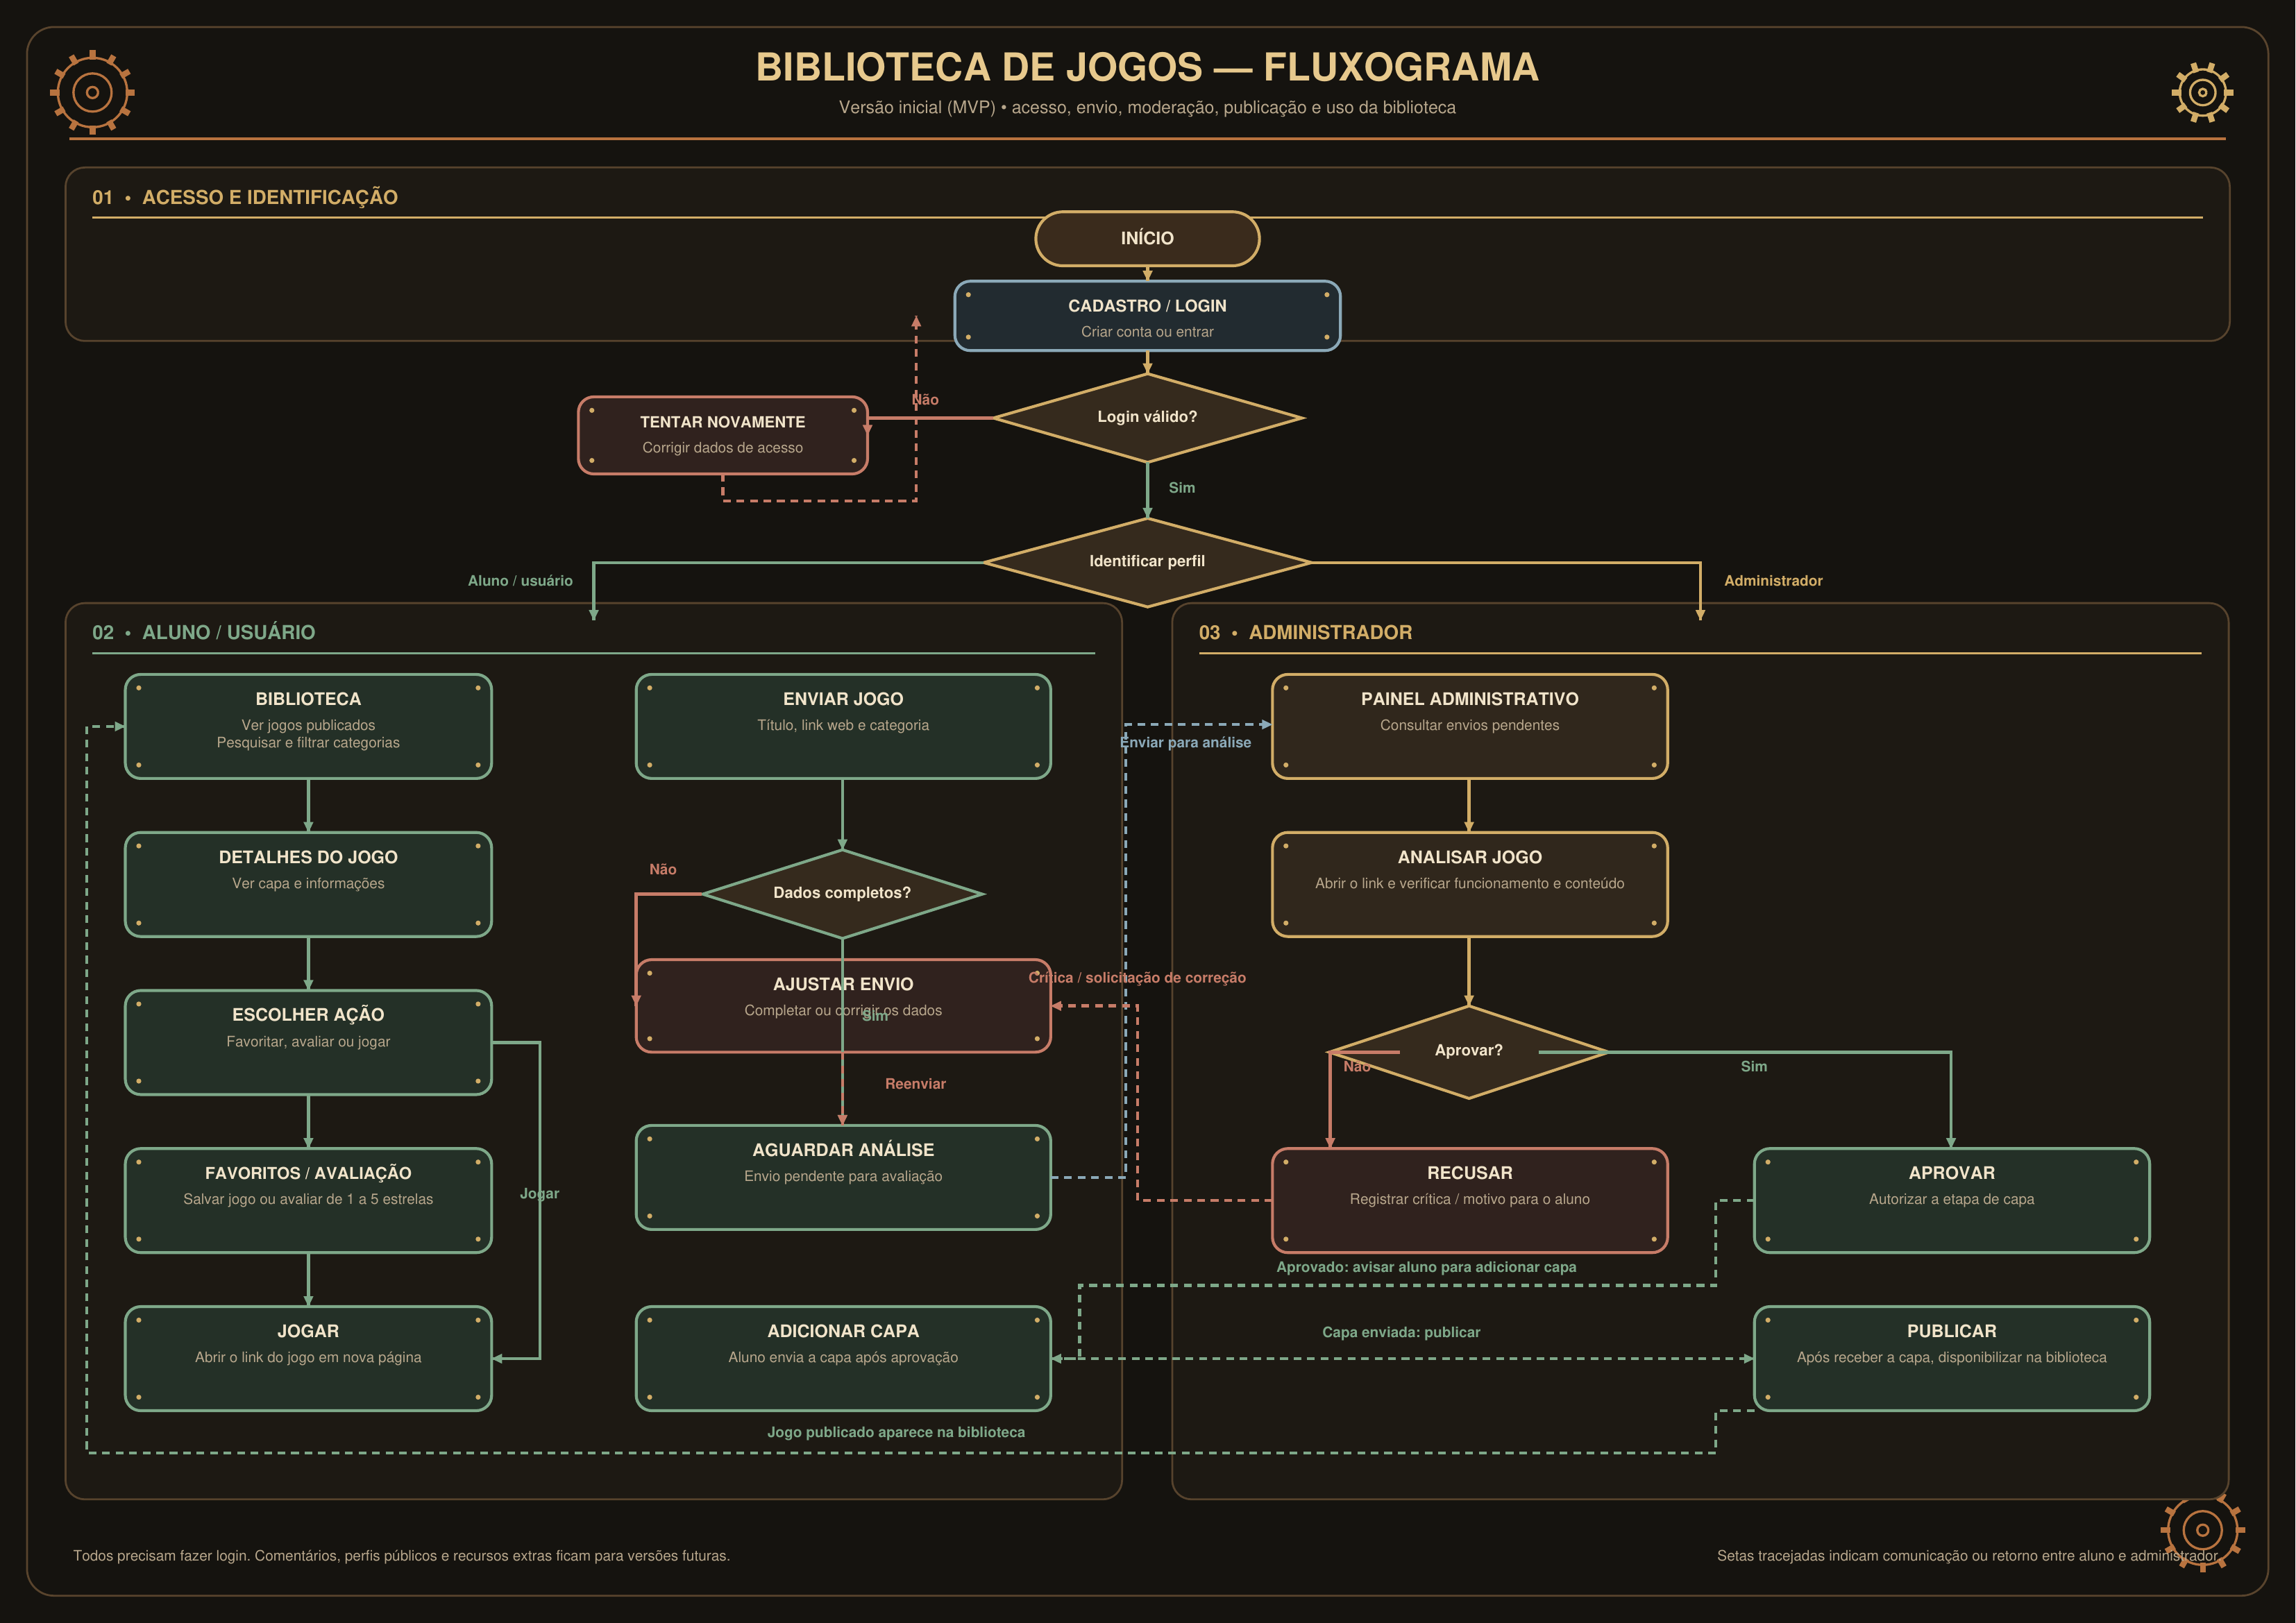 BIBLIOTECA DE JOGOS — FLUXOGRAMA
Versão inicial (MVP) • acesso, envio, moderação, publicação e uso da biblioteca
01 • ACESSO E IDENTIFICAÇÃO
INÍCIO
CADASTRO / LOGIN
Criar conta ou entrar
Não
Login válido?
TENTAR NOVAMENTE
Corrigir dados de acesso
Sim
Identificar perfil
Aluno / usuário
Administrador
02 • ALUNO / USUÁRIO
BIBLIOTECA
Ver jogos publicados
Pesquisar e filtrar categorias
DETALHES DO JOGO
Ver capa e informações
ESCOLHER AÇÃO
Favoritar, avaliar ou jogar
FAVORITOS / AVALIAÇÃO
Salvar jogo ou avaliar de 1 a 5 estrelas
Jogar
JOGAR
Abrir o link do jogo em nova página
ENVIAR JOGO
Título, link web e categoria
Não
Dados completos?
AJUSTAR ENVIO
Completar ou corrigir os dados
Sim
Reenviar
AGUARDAR ANÁLISE
Envio pendente para avaliação
ADICIONAR CAPA
Aluno envia a capa após aprovação
Jogo publicado aparece na biblioteca
Enviar para análise
Crítica / solicitação de correção
03 • ADMINISTRADOR
PAINEL ADMINISTRATIVO
Consultar envios pendentes
ANALISAR JOGO
Abrir o link e verificar funcionamento e conteúdo
Aprovar?
Não
Sim
RECUSAR
Registrar crítica / motivo para o aluno
APROVAR
Autorizar a etapa de capa
Aprovado: avisar aluno para adicionar capa
Capa enviada: publicar
PUBLICAR
Após receber a capa, disponibilizar na biblioteca
Todos precisam fazer login. Comentários, perfis públicos e recursos extras ficam para versões futuras.
Setas tracejadas indicam comunicação ou retorno entre aluno e administrador.